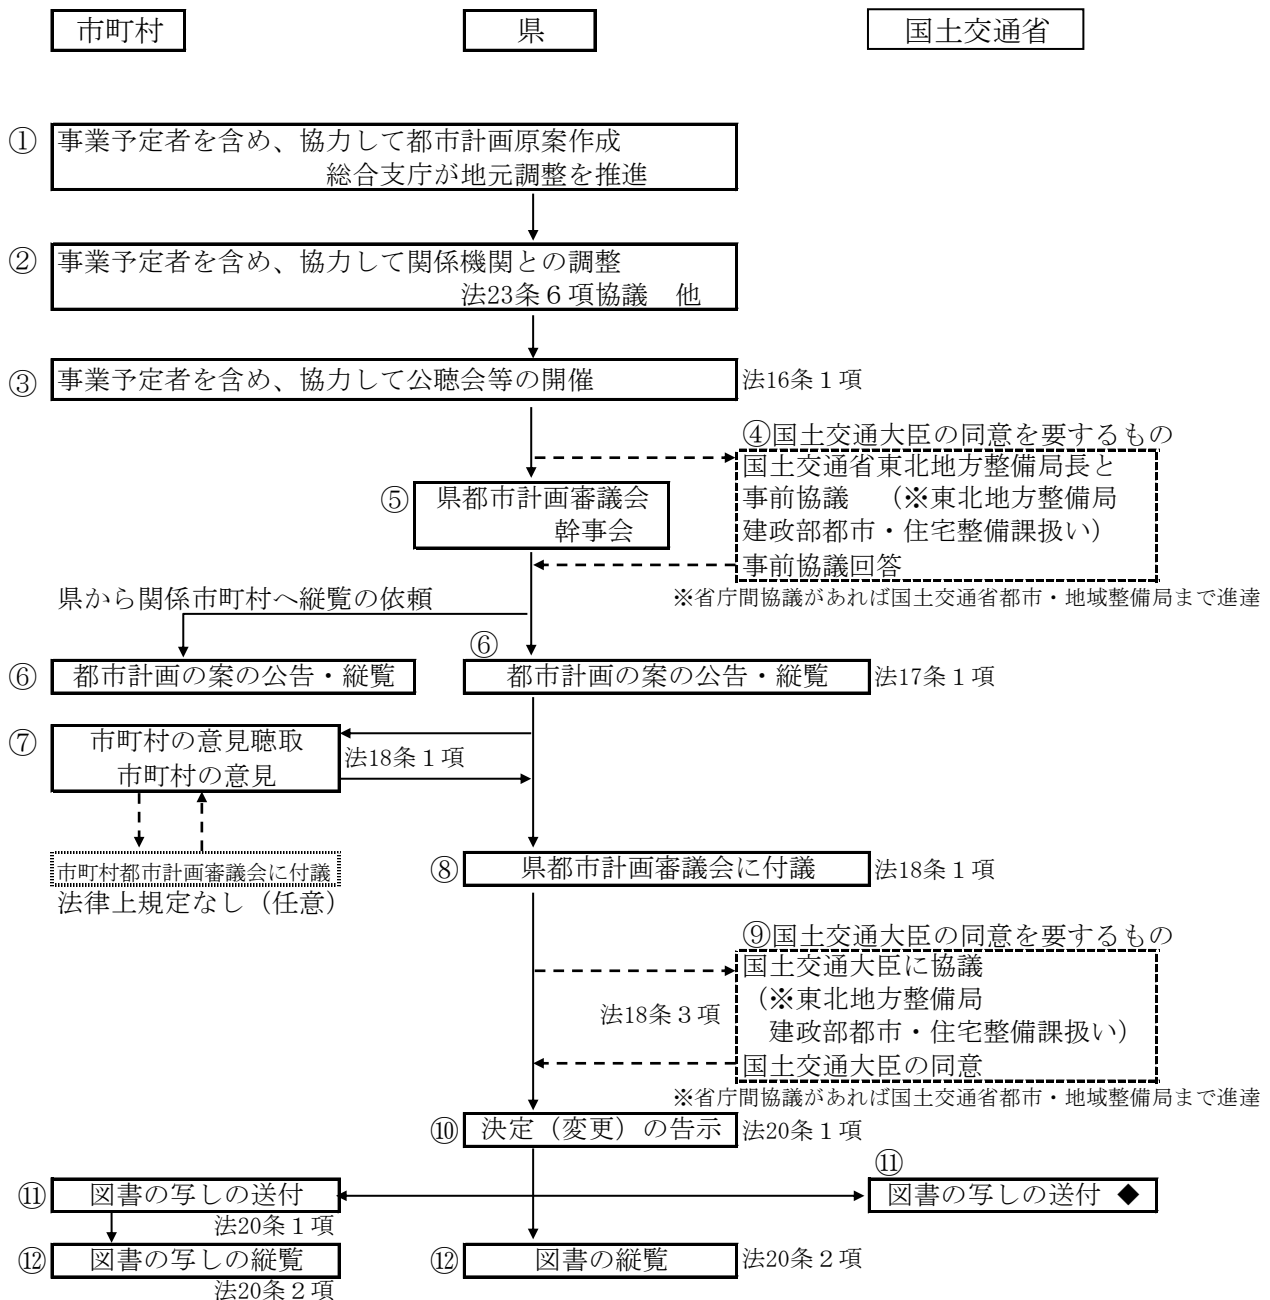 市町村 県 国土交通省
① 事業予定者を含め、協力して都市計画原案作成
総合支庁が地元調整を推進
② 事業予定者を含め、協力して関係機関との調整
法23条6項協議 他
③ 事業予定者を含め、協力して公聴会等の開催 法16条1項
④国土交通大臣の同意を要するもの
国土交通省東北地方整備局長と
事前協議 (※東北地方整備局
建政部都市・住宅整備課扱い)
事前協議回答
※省庁間協議があれば国土交通省都市・地域整備局まで進達
⑤ 県都市計画審議会
幹事会
県から関係市町村へ縦覧の依頼
⑥ 都市計画の案の公告・縦覧
⑥
都市計画の案の公告・縦覧 法17条1項
⑦ 市町村の意見聴取
市町村の意見
法18条1項
市町村都市計画審議会に付議
法律上規定なし(任意)
⑧ 県都市計画審議会に付議 法18条1項
⑨国土交通大臣の同意を要するもの
国土交通大臣に協議
(※東北地方整備局
建政部都市・住宅整備課扱い)
国土交通大臣の同意
法18条3項
※省庁間協議があれば国土交通省都市・地域整備局まで進達
⑩ 決定(変更)の告示 法20条1項
⑪ 図書の写しの送付
法20条1項
⑪
図書の写しの送付 ◆
⑫ 図書の写しの縦覧
法20条2項
⑫ 図書の縦覧 法20条2項